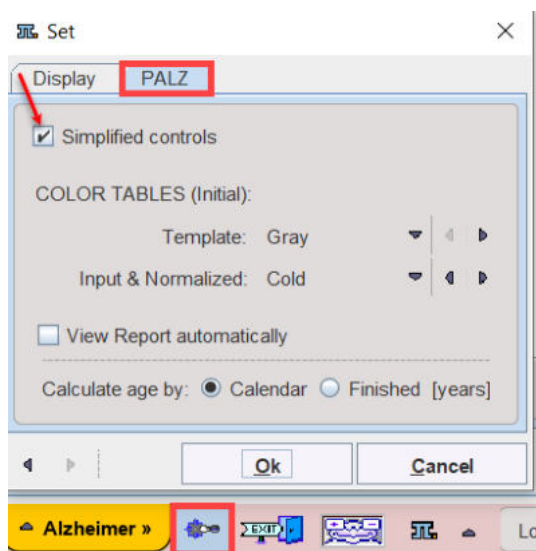 Set
Display PALZ
Simplified controls
COLOR TABLES (Initial):
Template: Gray
Input & Normalized: Cold
View Report automatically
Calculate age by: Calendar Finished [years]
Ok Cancel
Alzheimer » EXIT Lo